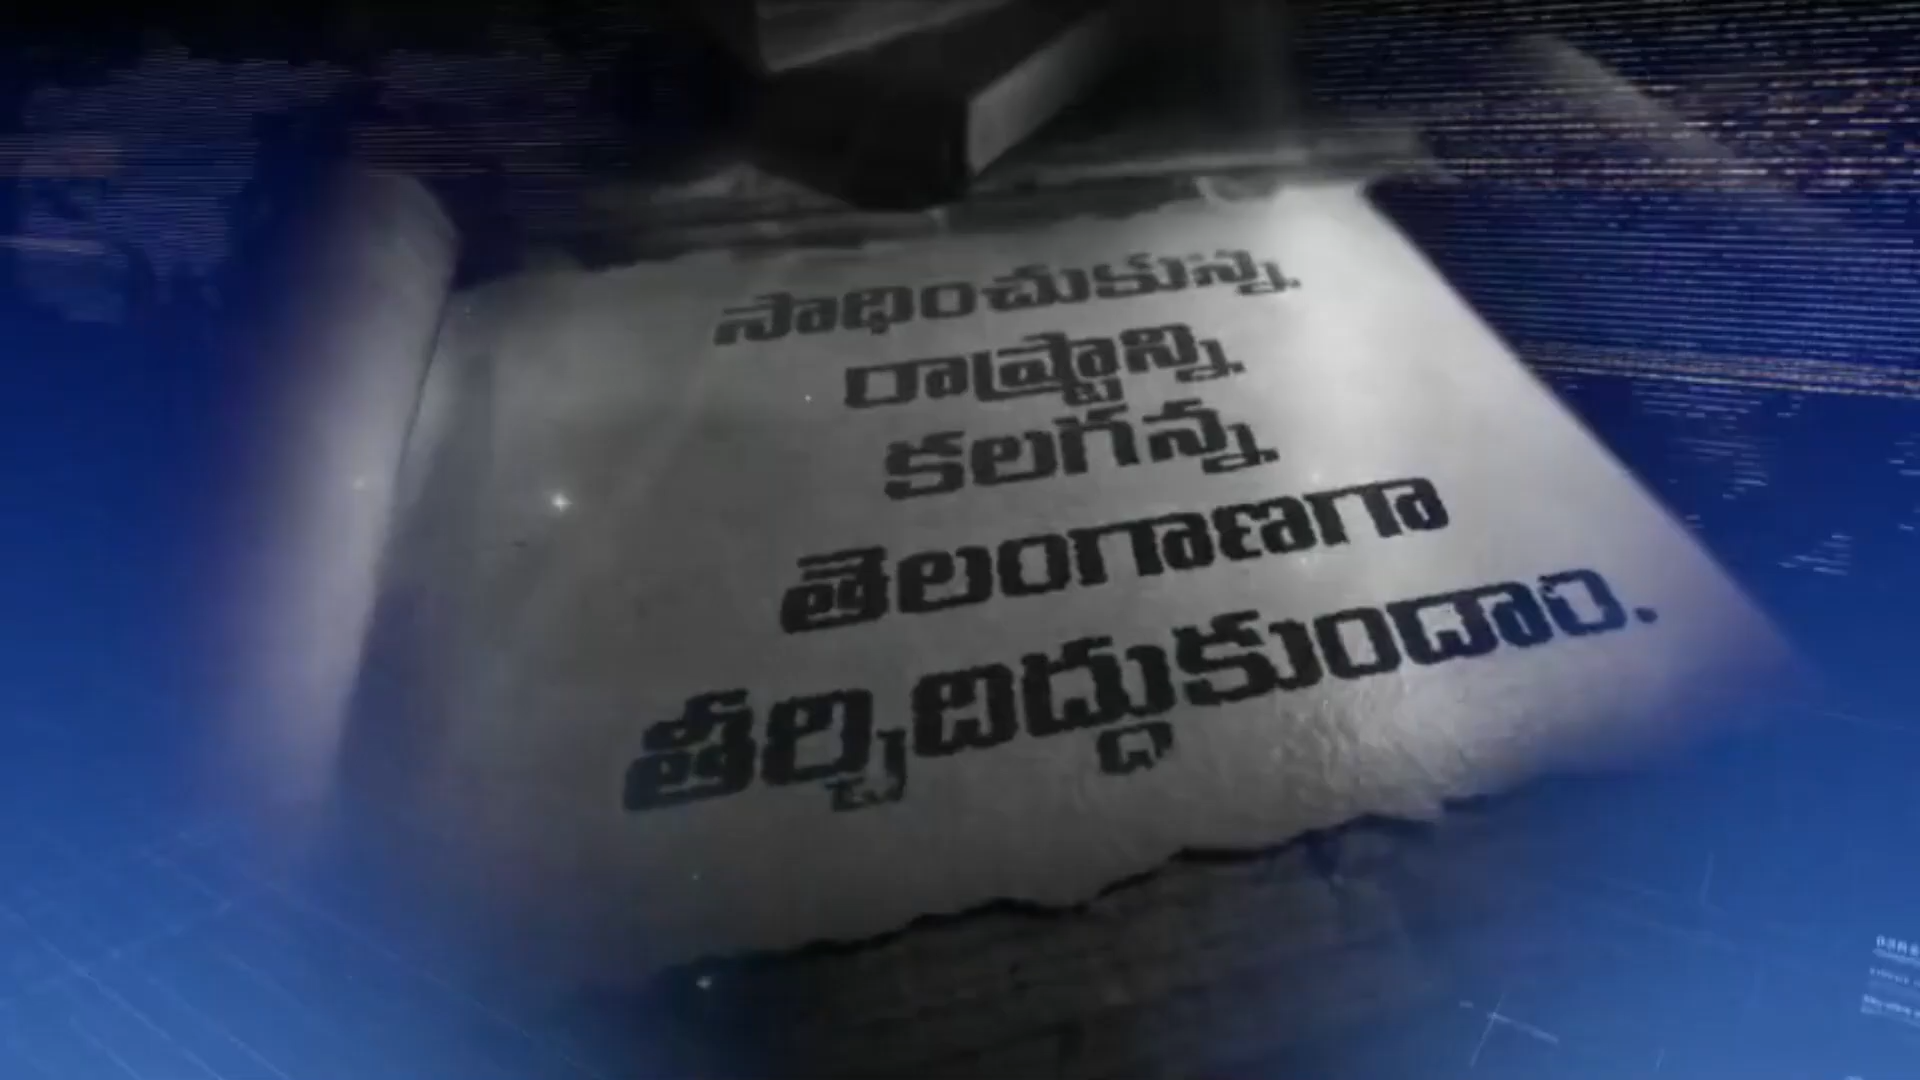 సాధించుకున్న
రాష్ట్రాన్ని
కలగన్న
తెలంగాణగా
తీర్చిదిద్దుకుందాం.